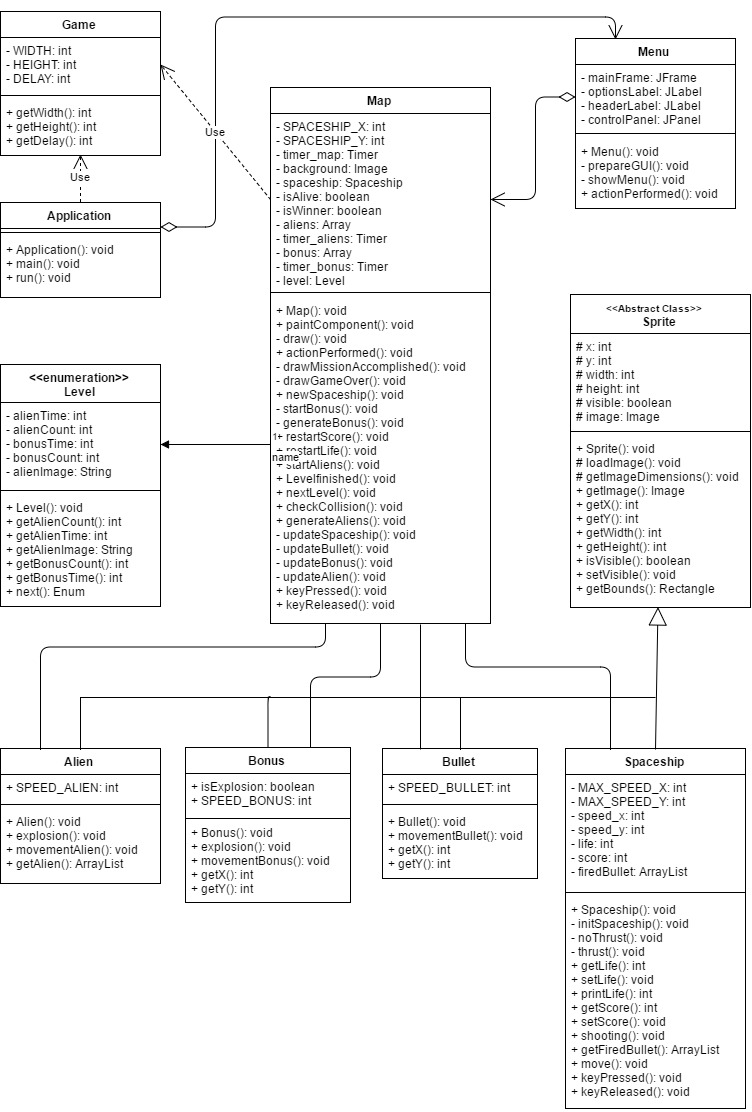 Game
- WIDTH: int
- HEIGHT: int
- DELAY: int
+ getWidth(): int
+ getHeight(): int
+ getDelay(): int
Use
Application
+ Application(): void
+ main(): void
+ run(): void
Use
Menu
- mainFrame: JFrame
- optionsLabel: JLabel
- headerLabel: JLabel
- controlPanel: JPanel
+ Menu(): void
- prepareGUI(): void
- showMenu(): void
+ actionPerformed(): void
Map
- SPACESHIP_X: int
- SPACESHIP_Y: int
- timer_map: Timer
- background: Image
- spaceship: Spaceship
- isAlive: boolean
- isWinner: boolean
- aliens: Array
- timer_aliens: Timer
- bonus: Array
- timer_bonus: Timer
- level: Level
+ Map(): void
+ paintComponent(): void
- draw(): void
+ actionPerformed(): void
- drawMissionAccomplished(): void
- drawGameOver(): void
+ newSpaceship(): void
- startBonus(): void
- generateBonus(): void
+ restartScore(): void
+ restartLife(): void
+ startAliens(): void
+ Levelfinished(): void
+ nextLevel(): void
+ checkCollision(): void
+ generateAliens(): void
- updateSpaceship(): void
- updateBullet(): void
- updateBonus(): void
- updateAlien(): void
+ keyPressed(): void
+ keyReleased(): void
1
name
<<enumeration>>
Level
- alienTime: int
- alienCount: int
- bonusTime: int
- bonusCount: int
- alienImage: String
+ Level(): void
+ getAlienCount(): int
+ getAlienTime: int
+ getAlienImage: String
+ getBonusCount(): int
+ getBonusTime(): int
+ next(): Enum
<<Abstract Class>>
Sprite
# x: int
# y: int
# width: int
# height: int
# visible: boolean
# image: Image
+ Sprite(): void
# loadImage(): void
# getImageDimensions(): void
+ getImage(): Image
+ getX(): int
+ getY(): int
+ getWidth(): int
+ getHeight(): int
+ isVisible(): boolean
+ setVisible(): void
+ getBounds(): Rectangle
Alien
+ SPEED_ALIEN: int
+ Alien(): void
+ explosion(): void
+ movementAlien(): void
+ getAlien(): ArrayList
Bonus
+ isExplosion: boolean
+ SPEED_BONUS: int
+ Bonus(): void
+ explosion(): void
+ movementBonus(): void
+ getX(): int
+ getY(): int
Bullet
+ SPEED_BULLET: int
+ Bullet(): void
+ movementBullet(): void
+ getX(): int
+ getY(): int
Spaceship
- MAX_SPEED_X: int
- MAX_SPEED_Y: int
- speed_x: int
- speed_y: int
- life: int
- score: int
- firedBullet: ArrayList
+ Spaceship(): void
- initSpaceship(): void
- noThrust(): void
- thrust(): void
+ getLife(): int
+ setLife(): void
+ printLife(): int
+ getScore(): int
+ setScore(): void
+ shooting(): void
+ getFiredBullet(): ArrayList
+ move(): void
+ keyPressed(): void
+ keyReleased(): void